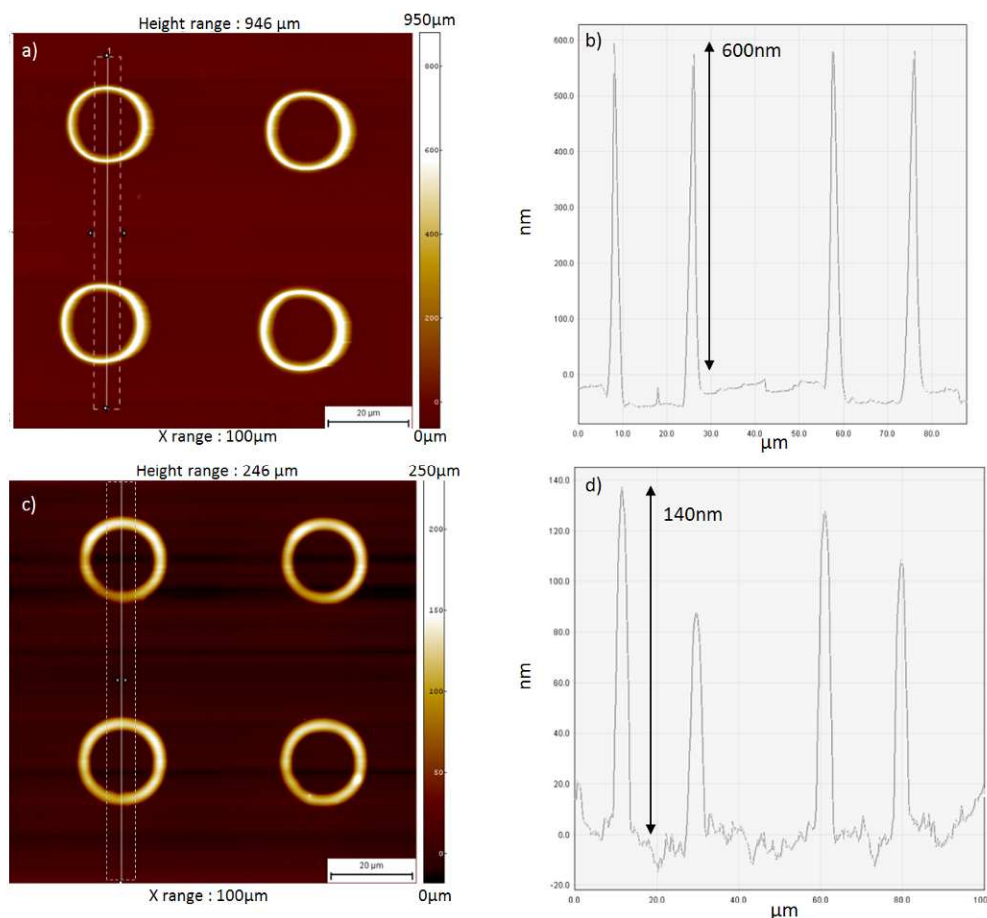 Height range : 946 µm
950µm
a)
800
600
400
200
0
20 µm
X range : 100µm
0µm
b)
600nm
600.0
500.0
400.0
300.0
200.0
100.0
0.0
nm
0.0 10.0 20.0 30.0 40.0 50.0 60.0 70.0 80.0
µm
Height range : 246 µm
250µm
c)
200
150
100
50
0
20 µm
X range : 100µm
0µm
d)
140nm
140.0
120.0
100.0
80.0
60.0
40.0
20.0
0.0
-20.0
nm
0.0 20.0 40.0 60.0 80.0 100
µm